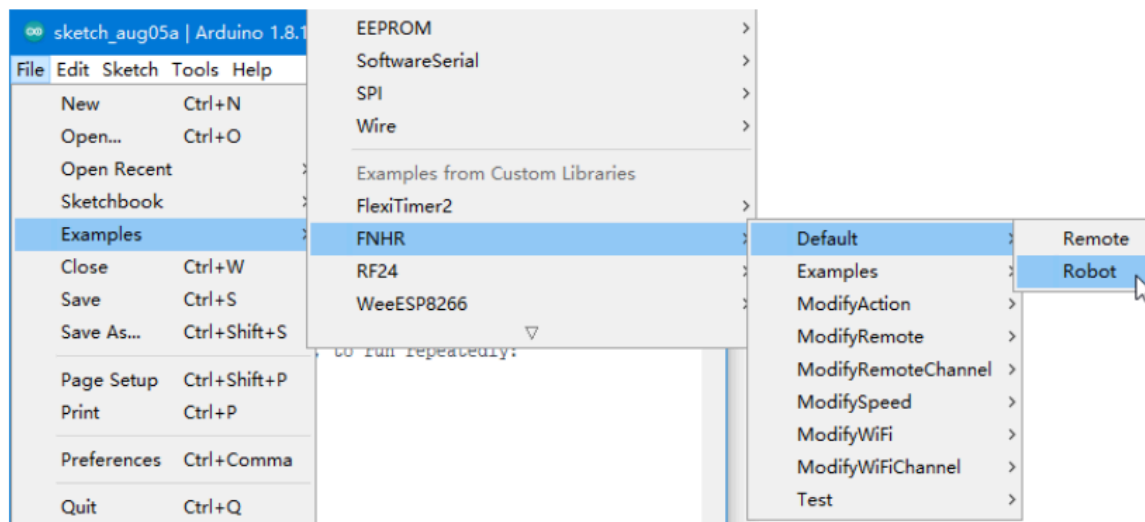 sketch_aug05a | Arduino 1.8.1
File Edit Sketch Tools Help
New Ctrl+N
Open... Ctrl+O
Open Recent
Sketchbook
Examples
Close Ctrl+W
Save Ctrl+S
Save As... Ctrl+Shift+S
Page Setup Ctrl+Shift+P
Print Ctrl+P
Preferences Ctrl+Comma
Quit Ctrl+Q
EEPROM
SoftwareSerial
SPI
Wire
Examples from Custom Libraries
FlexiTimer2
FNHR
RF24
WeeESP8266
to run repeatedly:
Default
Examples
ModifyAction
ModifyRemote
ModifyRemoteChannel
ModifySpeed
ModifyWiFi
ModifyWiFiChannel
Test
Remote
Robot